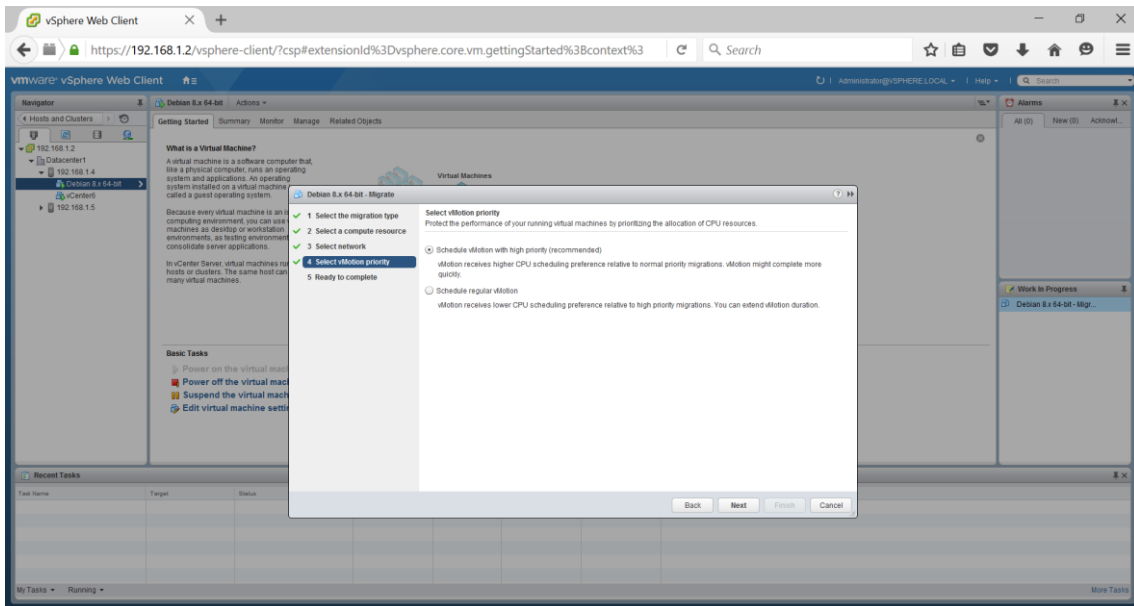 vSphere Web Client
https://192.168.1.2/vsphere-client/?csp#extensionId%3Dvsphere.core.vm.gettingStarted%3Bcontext%3
Search
vmware vSphere Web Client
Administrator@VSPHERE.LOCAL
Help
Search
Navigator
Hosts and Clusters
192.168.1.2
Datacenter1
192.168.1.4
Debian 8.x 64-bit
vCenter6
192.168.1.5
Debian 8.x 64-bit
Actions
Getting Started
Summary
Monitor
Manage
Related Objects
What is a Virtual Machine?
A virtual machine is a software computer that,
like a physical computer, runs an operating
system and applications. An operating
system installed on a virtual machine
called a guest operating system.
Because every virtual machine is an is
computing environment, you can use
machines as desktop or workstation
environments, as testing environment
consolidate server applications.
In vCenter Server, virtual machines ru
hosts or clusters. The same host can
many virtual machines.
Virtual Machines
Basic Tasks
Power on the virtual mac
Power off the virtual mac
Suspend the virtual mach
Edit virtual machine settin
Debian 8.x 64-bit - Migrate
1 Select the migration type
2 Select a compute resource
3 Select network
4 Select vMotion priority
5 Ready to complete
Select vMotion priority
Protect the performance of your running virtual machines by prioritizing the allocation of CPU resources.
Schedule vMotion with high priority (recommended)
vMotion receives higher CPU scheduling preference relative to normal priority migrations. vMotion might complete more
quickly.
Schedule regular vMotion
vMotion receives lower CPU scheduling preference relative to high priority migrations. You can extend vMotion duration.
Back
Next
Finish
Cancel
Alarms
All (0)
New (0)
Acknowl...
Work In Progress
Debian 8.x 64-bit - Migr...
Recent Tasks
Task Name
Target
Status
My Tasks
Running
More Tasks